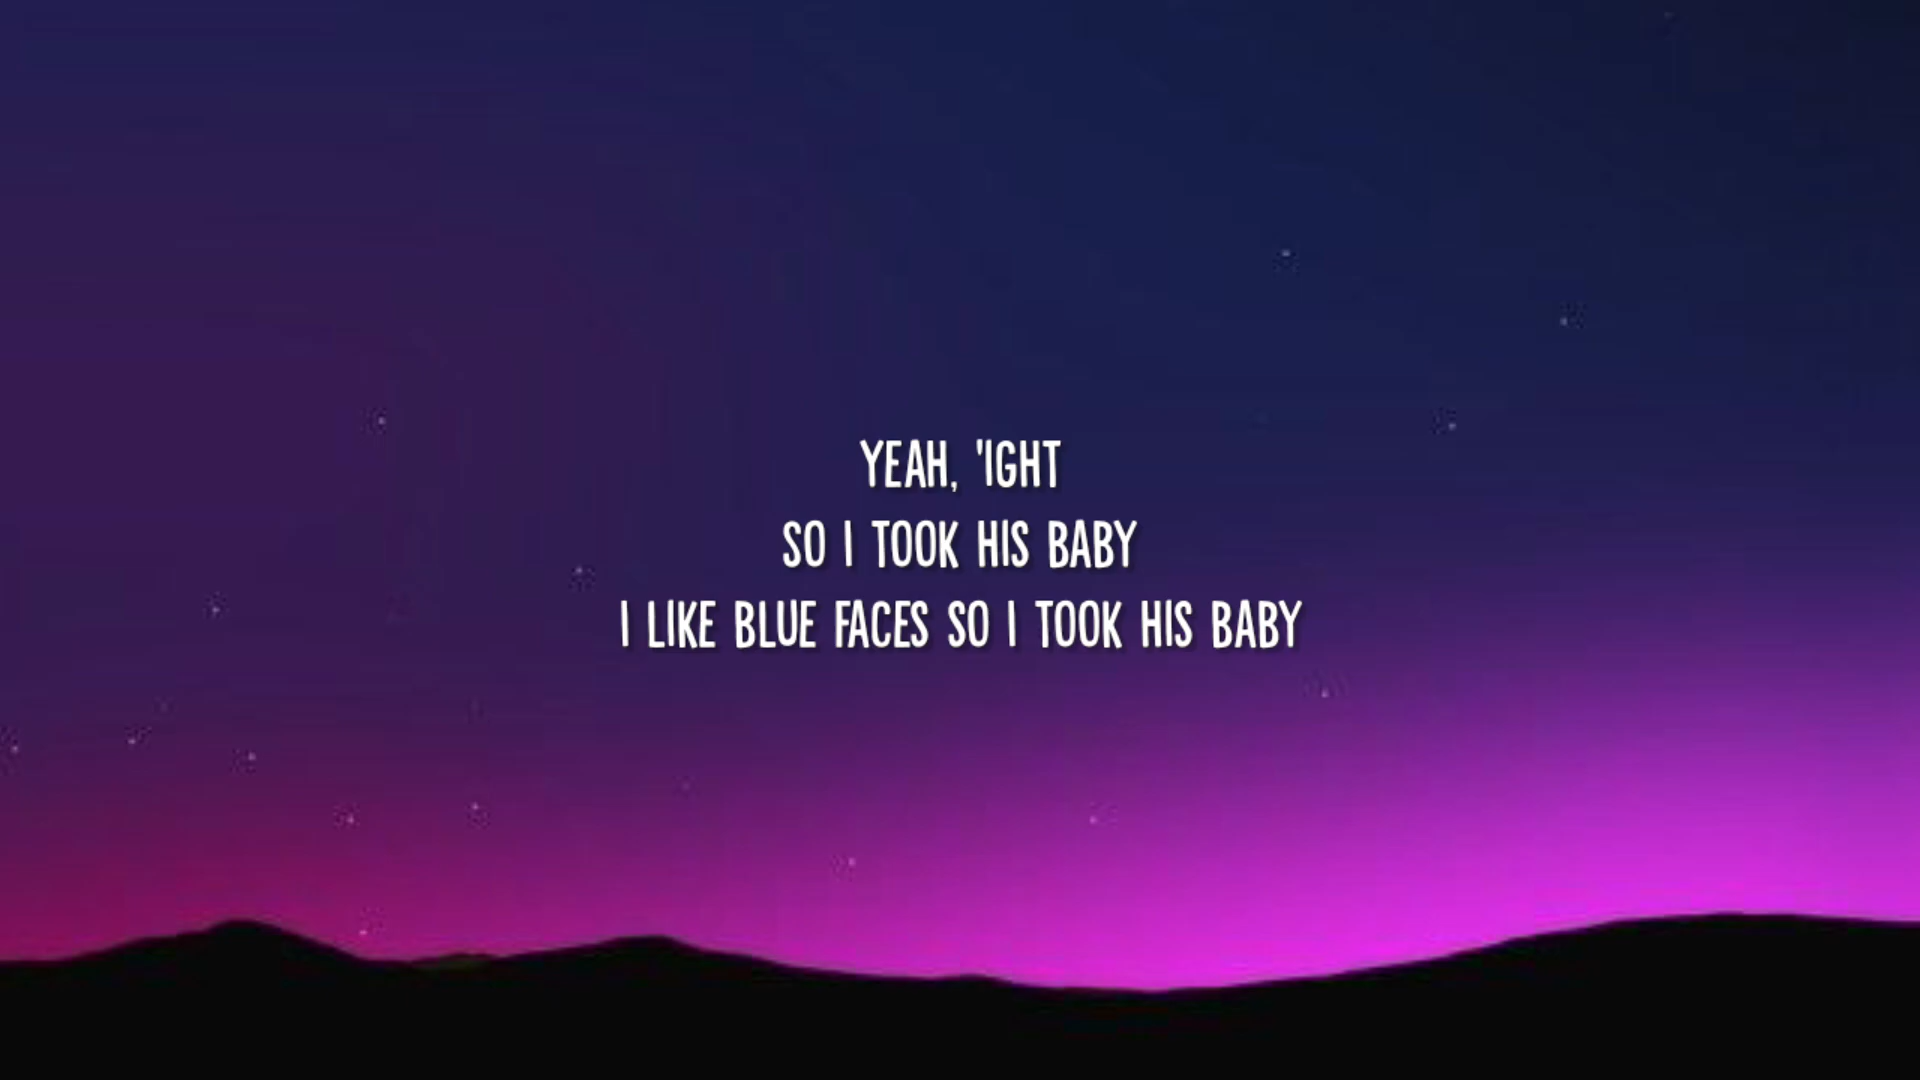 YEAH, 'IGHT
SO I TOOK HIS BABY
I LIKE BLUE FACES SO I TOOK HIS BABY